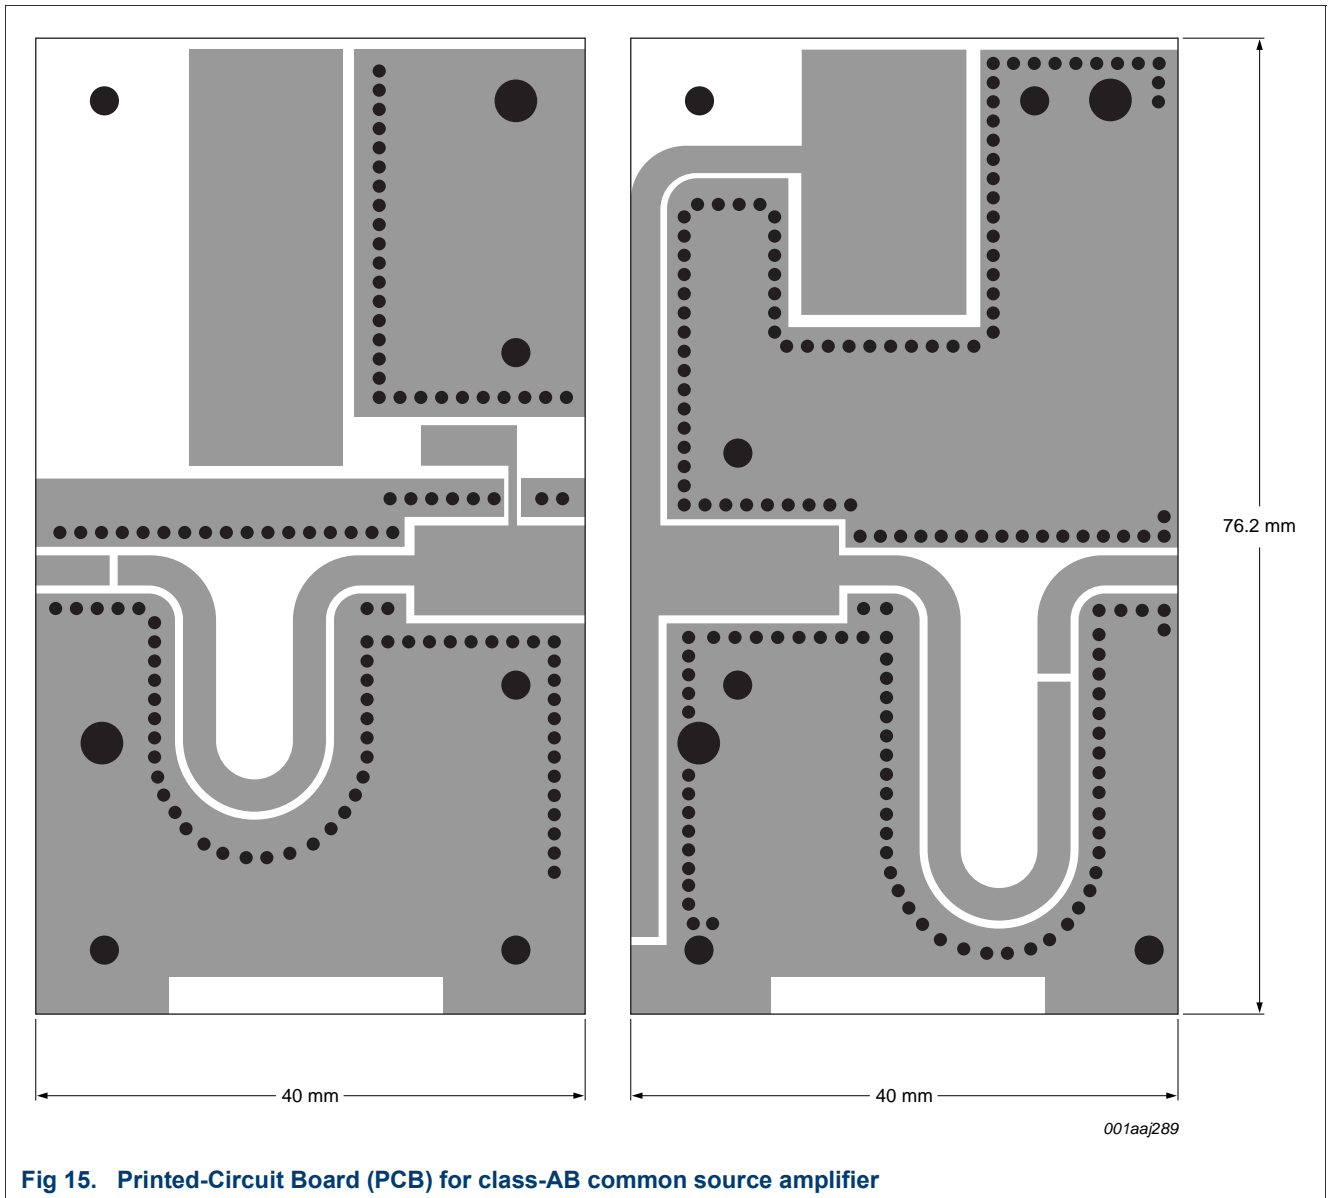 76.2 mm
40 mm
40 mm
001aaj289
Fig 15. Printed-Circuit Board (PCB) for class-AB common source amplifier